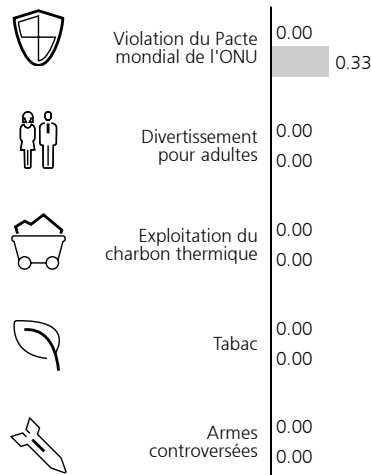 Violation du Pacte
mondial de l'ONU
0.00
0.33
Divertissement
pour adultes
0.00
0.00
Exploitation du
charbon thermique
0.00
0.00
Tabac
0.00
0.00
Armes
controversées
0.00
0.00